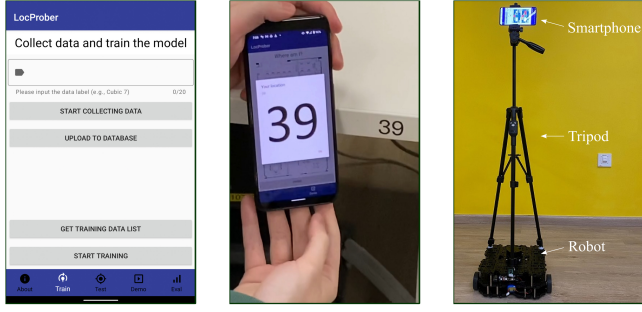 LocProber
Collect data and train the model
Please input the data label (e.g., Cubic 7) 0/20
START COLLECTING DATA
UPLOAD TO DATABASE
GET TRAINING DATA LIST
START TRAINING
About Train Test Demo Eval
LocProber
Where am I?
Your Position
39
39
Smartphone
Tripod
Robot